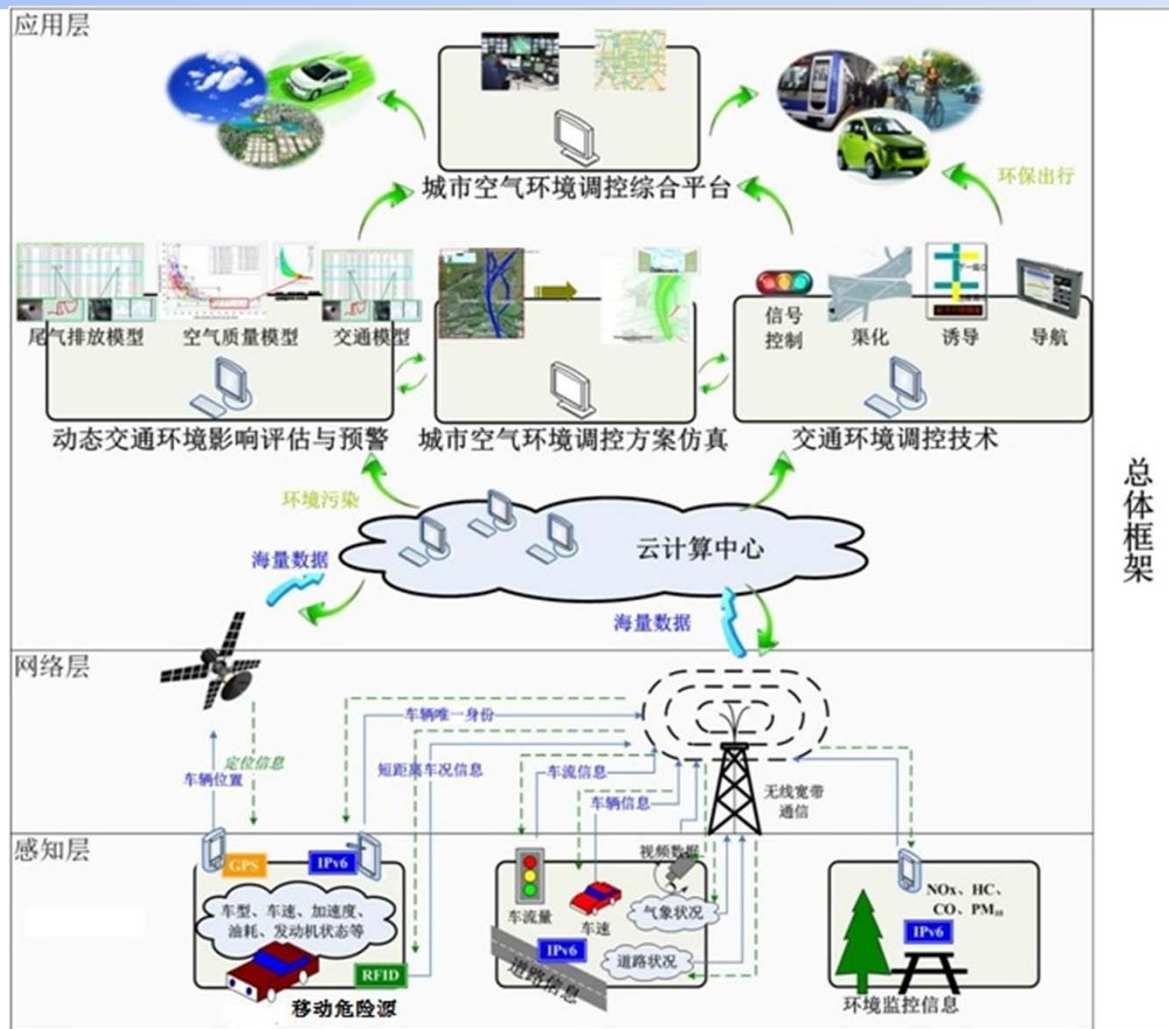 应用层
城市空气环境调控综合平台
环保出行
尾气排放模型
空气质量模型
交通模型
信号
控制
渠化
诱导
导航
动态交通环境影响评估与预警
城市空气环境调控方案仿真
交通环境调控技术
总体框架
环境污染
云计算中心
海量数据
海量数据
网络层
车辆唯一身份
定位信息
车辆位置
短距离车况信息
车流信息
车辆信息
无线宽带
通信
感知层
GPS
IPv6
车型、车速、加速度、
油耗、发动机状态等
RFID
移动危险源
视频数据
车流量
车速
气象状况
IPv6
道路状况
道路信息
NOx、HC、
CO、PM10
IPv6
环境监控信息